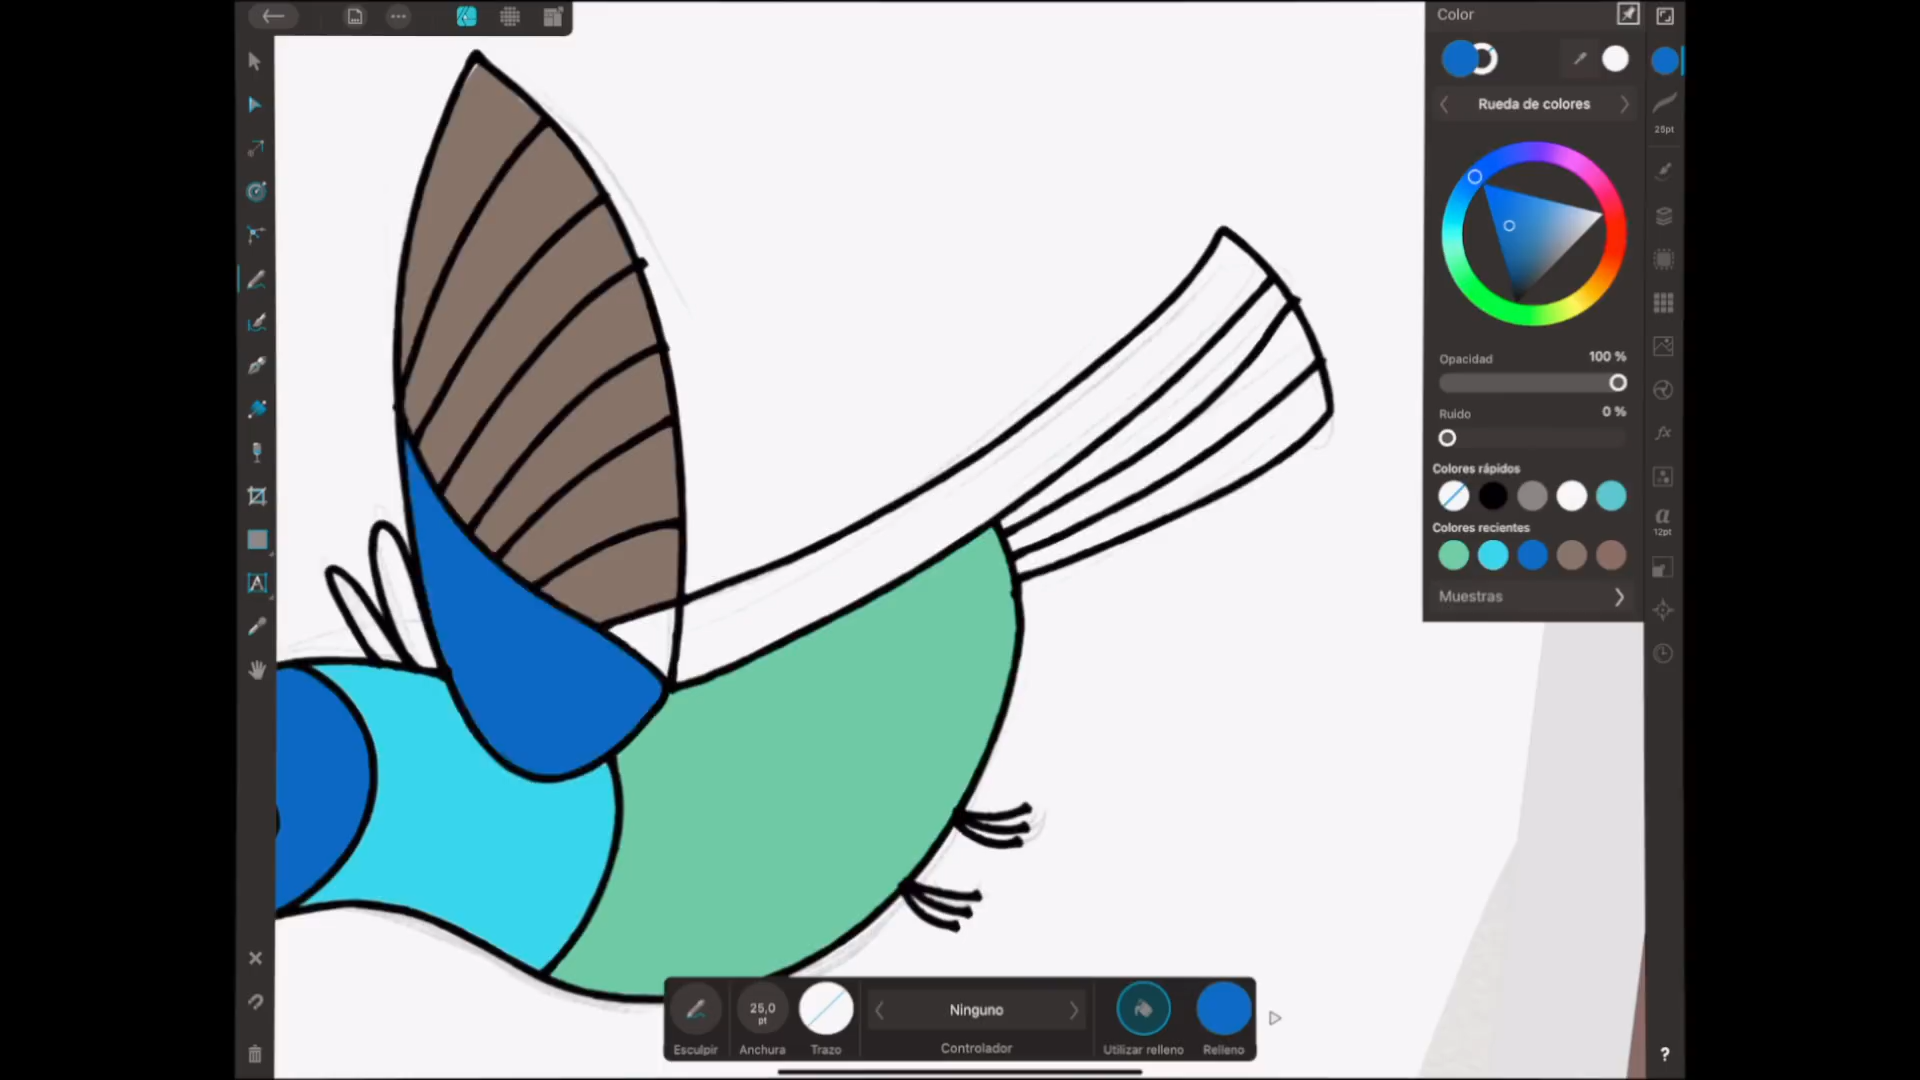 Color
Rueda de colores
25pt
Opacidad
100 %
Ruido
0 %
Colores rápidos
Colores recientes
a
12pt
Muestras
fx
A
25,0
pt
Ninguno
Esculpir
Anchura
Trazo
Controlador
Utilizar relleno
Relleno
?